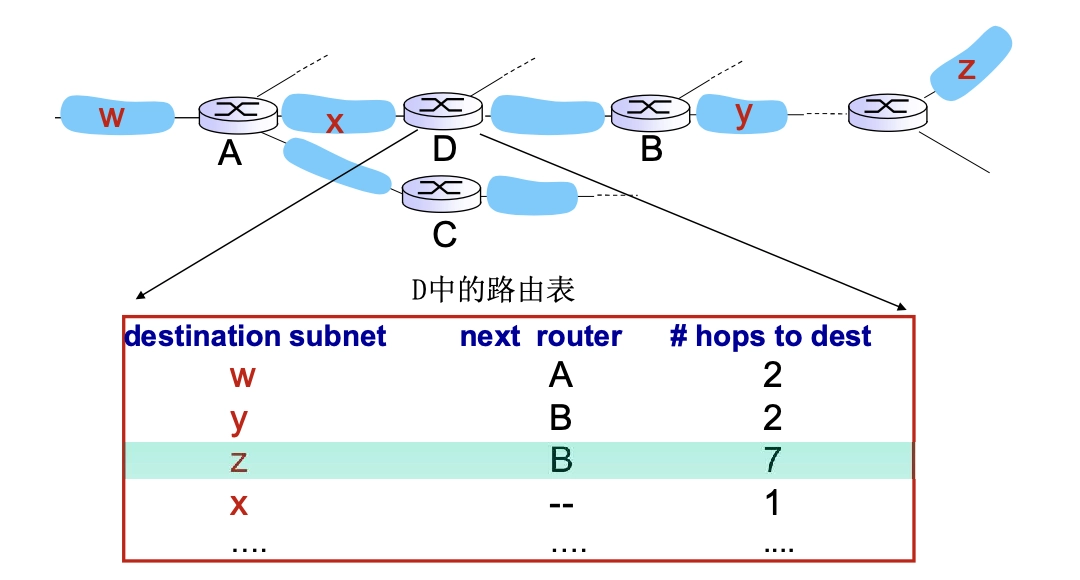 w
x
y
z
A
D
B
C
D中的路由表
destination subnet next router # hops to dest
w A 2
y B 2
z B 7
x -- 1
.... .... ....